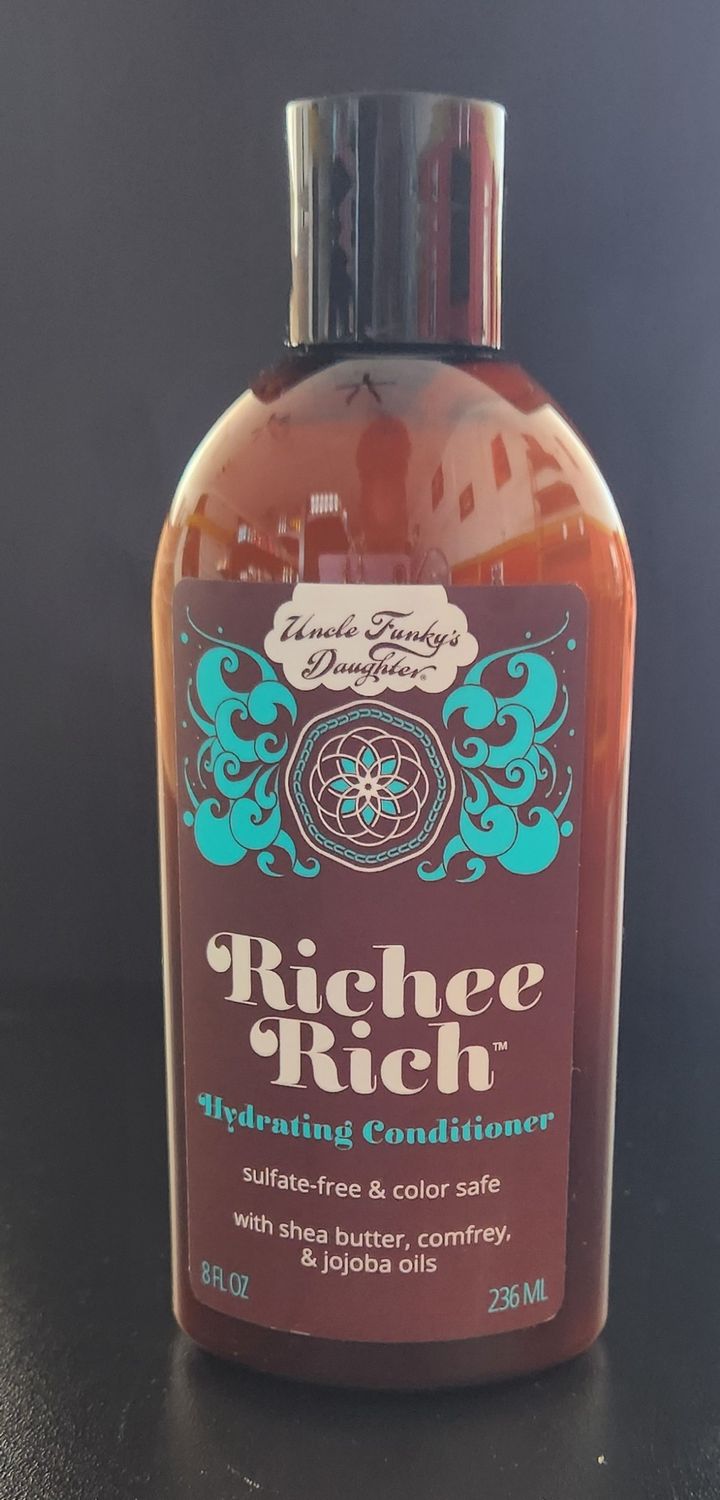 Uncle Funky's
Daughter®
Richee
Rich™
Hydrating Conditioner
sulfate-free & color safe
with shea butter, comfrey,
& jojoba oils
8 FL OZ
236 ML